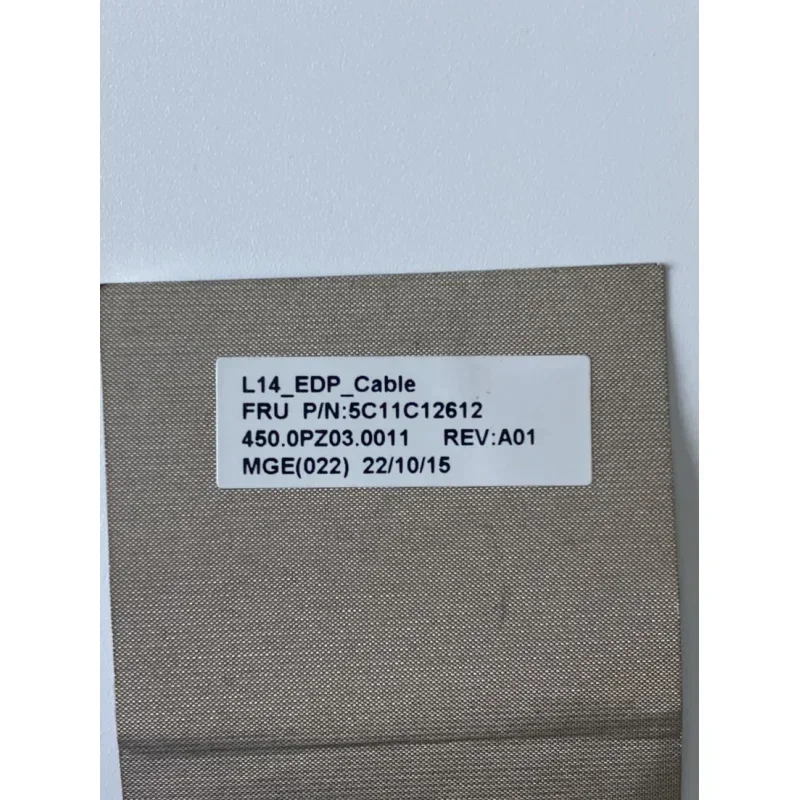 L14_EDP_Cable
FRU P/N:5C11C12612
450.0PZ03.0011 REV:A01
MGE(022) 22/10/15